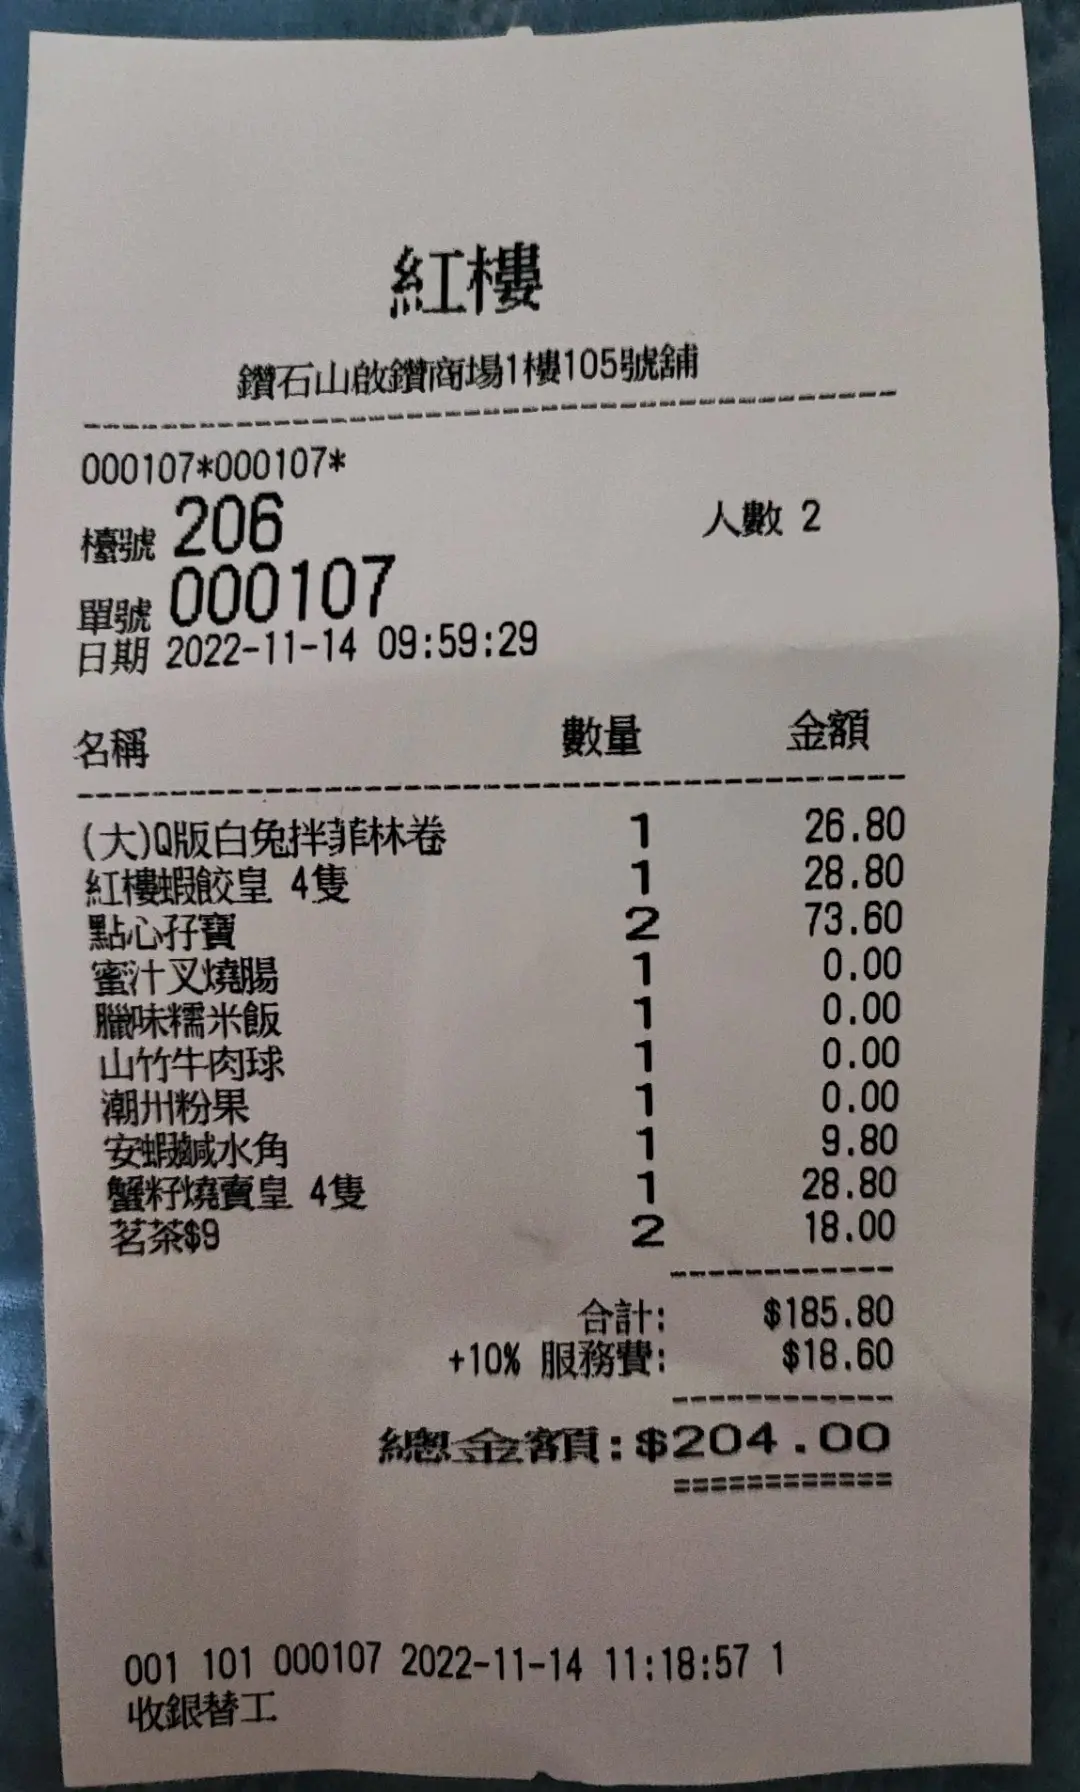 紅樓
鑽石山啟鑽商場1樓105號舖
000107*000107*
檯號 206 人數 2
單號 000107
日期 2022-11-14 09:59:29
名稱 數量 金額
(大)Q版白兔拌菲林卷 1 26.80
紅樓蝦餃皇 4隻 1 28.80
點心孖寶 2 73.60
蜜汁叉燒腸 1 0.00
臘味糯米飯 1 0.00
山竹牛肉球 1 0.00
潮州粉果 1 0.00
安蝦鹹水角 1 9.80
蟹籽燒賣皇 4隻 1 28.80
茗茶$9 2 18.00
合計: $185.80
+10% 服務費: $18.60
總金額:$204.00
001 101 000107 2022-11-14 11:18:57 1
收銀替工